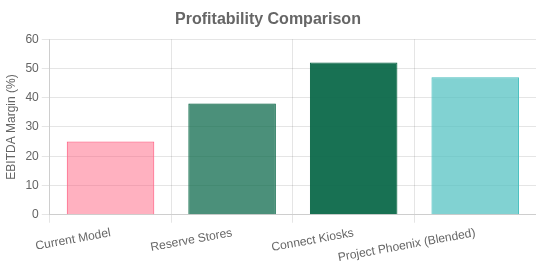 Profitability Comparison
60
50
40
30
20
10
0
EBITDA Margin (%)
Current Model
Reserve Stores
Connect Kiosks
Project Phoenix (Blended)